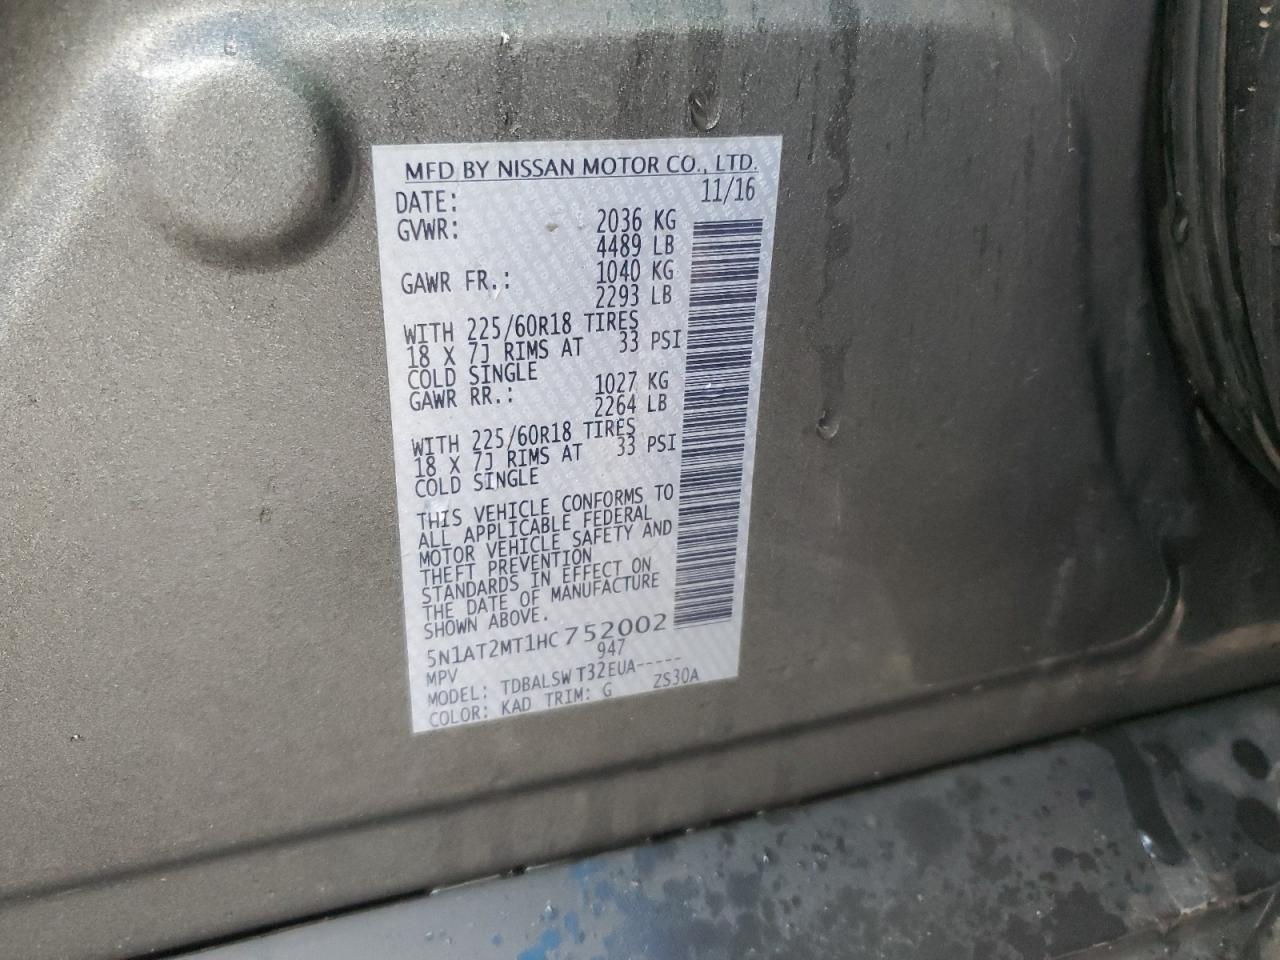 MFD BY NISSAN MOTOR CO., LTD.
DATE: 11/16
GVWR: 2036 KG
4489 LB
GAWR FR.: 1040 KG
2293 LB
WITH 225/60R18 TIRES
18 X 7J RIMS AT 33 PSI
COLD SINGLE
GAWR RR.: 1027 KG
2264 LB
WITH 225/60R18 TIRES
18 X 7J RIMS AT 33 PSI
COLD SINGLE
THIS VEHICLE CONFORMS TO
ALL APPLICABLE FEDERAL
MOTOR VEHICLE SAFETY AND
THEFT PREVENTION
STANDARDS IN EFFECT ON
THE DATE OF MANUFACTURE
SHOWN ABOVE.
5N1AT2MT1HC752002
MPV 947
MODEL: TDBALSW T32EUA-----
COLOR: KAD TRIM: G ZS30A